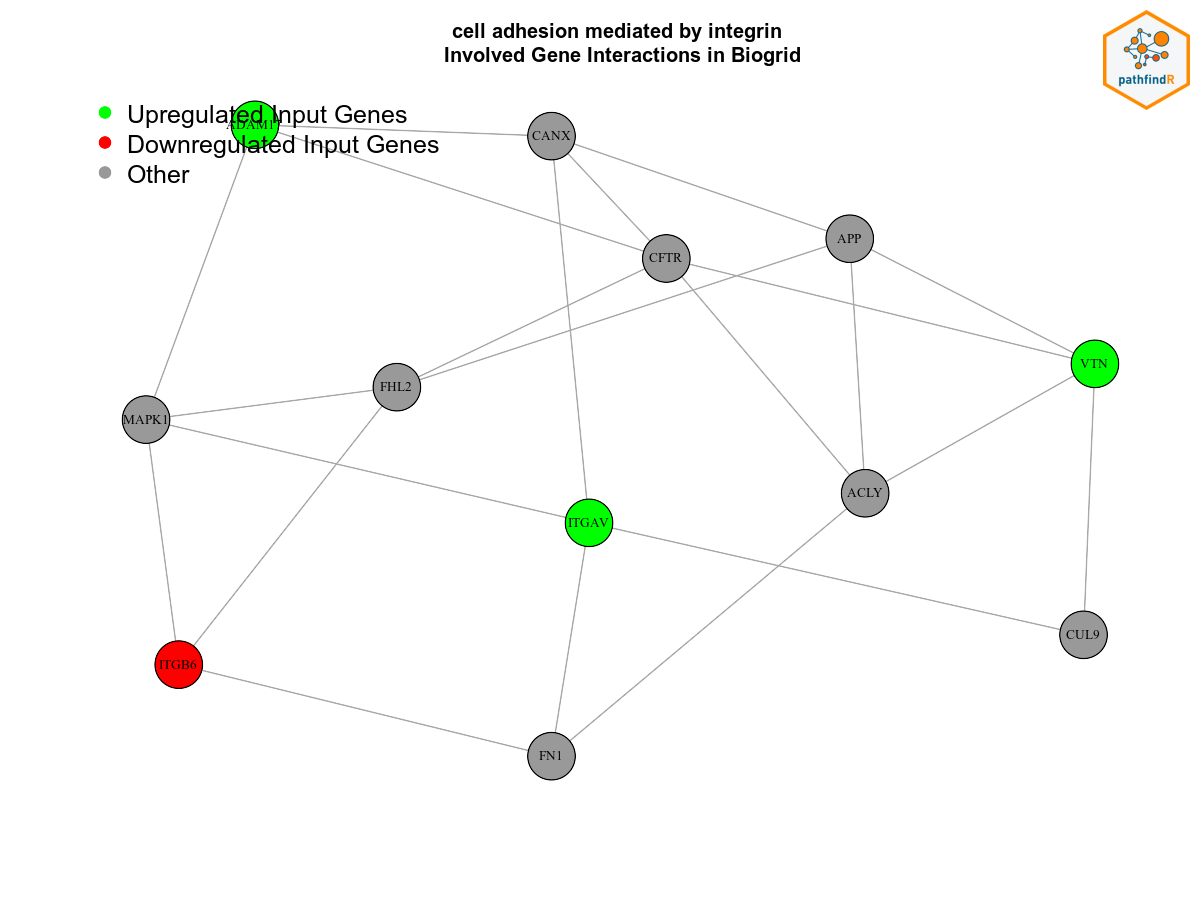 cell adhesion mediated by integrin
Involved Gene Interactions in Biogrid
pathfindR
Upregulated Input Genes
Downregulated Input Genes
Other
CANX
APP
CFTR
VTN
FHL2
MAPK1
ACLY
ITGAV
CUL9
ITGB6
FN1